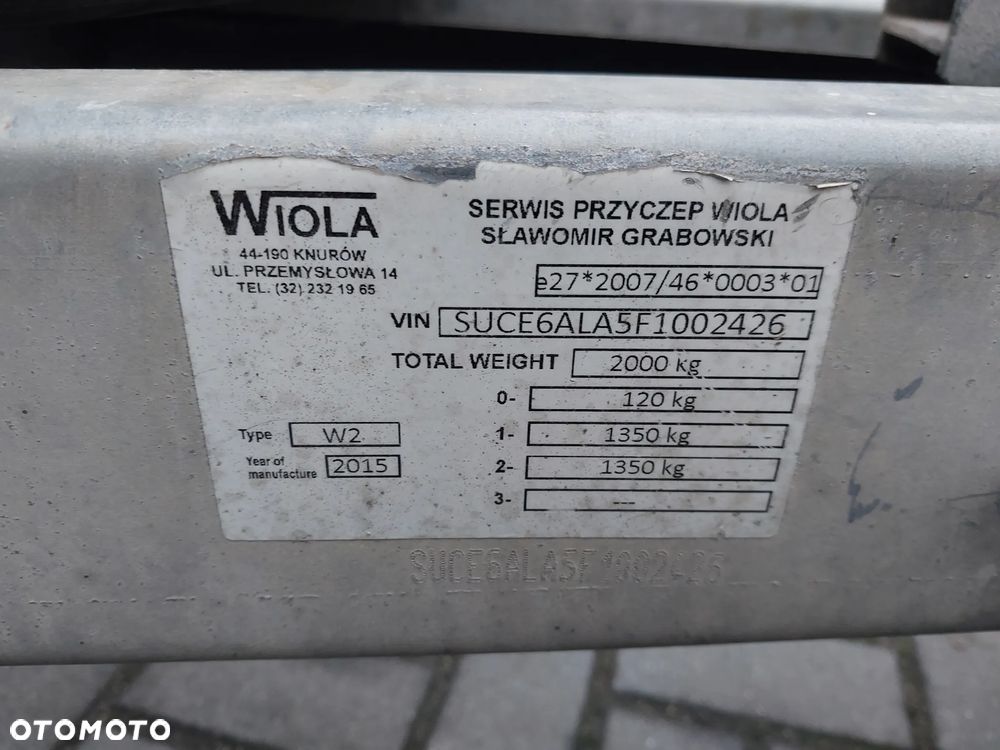 WIOLA
44-190 KNURÓW
UL. PRZEMYSŁOWA 14
TEL. (32) 232 19 65
SERWIS PRZYCZEP WIOLA
SŁAWOMIR GRABOWSKI
e27*2007/46*0003*01
VIN SUCE6ALA5F1002426
TOTAL WEIGHT 2000 kg
0- 120 kg
Type W2 1- 1350 kg
Year of manufacture 2015 2- 1350 kg
3- ---
SUCE6ALA5F1002426
OTOMOTO